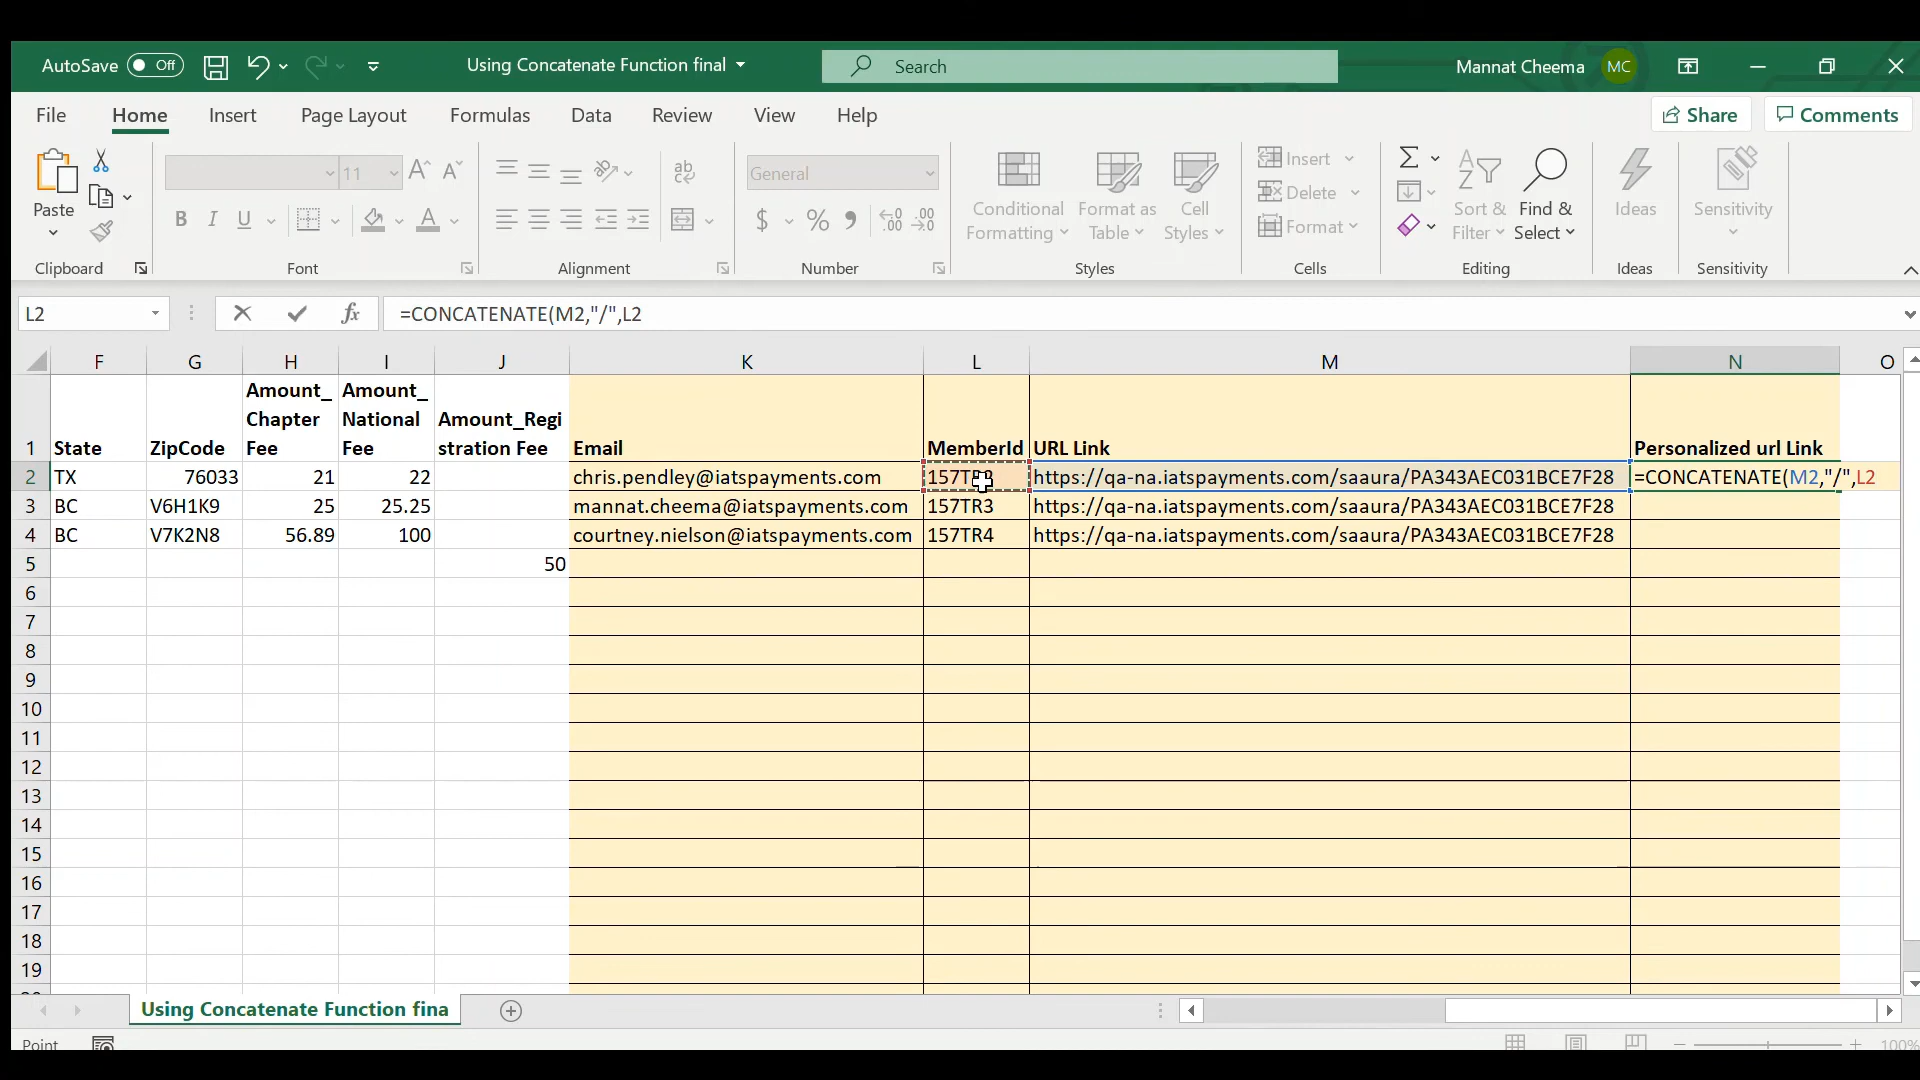 AutoSave Off Using Concatenate Function final Search Mannat Cheema MC
File Home Insert Page Layout Formulas Data Review View Help Share Comments
Paste 11 General Conditional Formatting Format as Table Cell Styles Insert Delete Format Sort & Filter Find & Select Ideas Sensitivity
Clipboard Font Alignment Number Styles Cells Editing Ideas Sensitivity
L2 fx =CONCATENATE(M2,"/",L2
F G H I J K L M N O
1 State ZipCode Amount_Chapter Fee Amount_National Fee Amount_Registration Fee Email MemberId URL Link Personalized url Link
2 TX 76033 21 22 chris.pendley@iatspayments.com https://qa-na.iatspayments.com/saaura/PA343AEC031BCE7F28 =CONCATENATE(M2,"/",L2
3 BC V6H1K9 25 25.25 mannat.cheema@iatspayments.com 157TR3 https://qa-na.iatspayments.com/saaura/PA343AEC031BCE7F28
4 BC V7K2N8 56.89 100 courtney.nielson@iatspayments.com 157TR4 https://qa-na.iatspayments.com/saaura/PA343AEC031BCE7F28
5 50
6
7
8
9
10
11
12
13
14
15
16
17
18
19
Using Concatenate Function fina
Point 100%